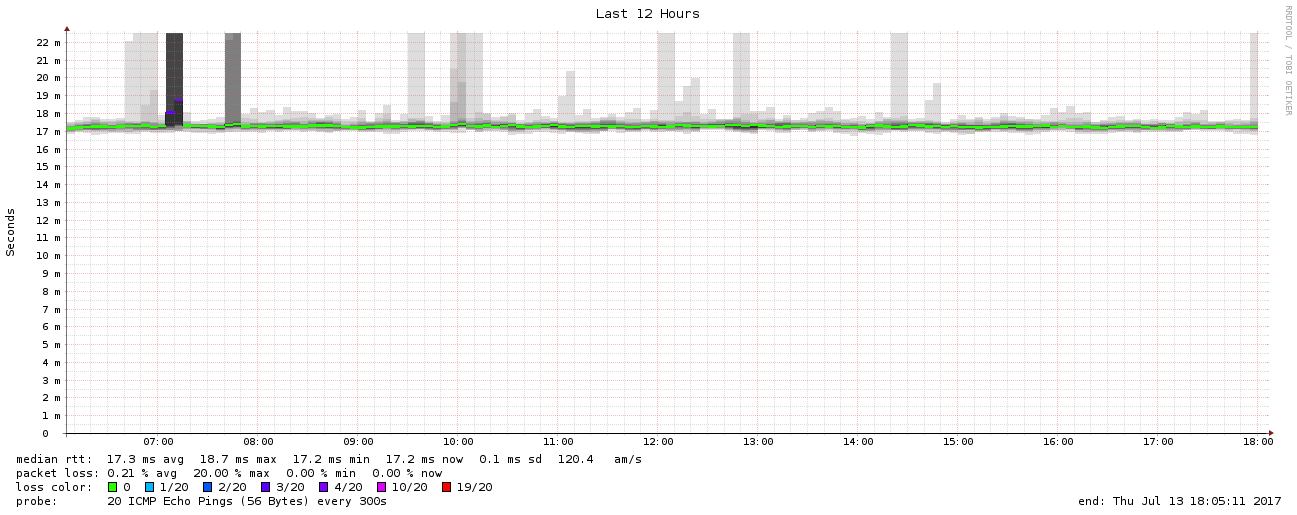 Last 12 Hours
RRDTOOL / TOBI OETIKER
Seconds
22 m
21 m
20 m
19 m
18 m
17 m
16 m
15 m
14 m
13 m
12 m
11 m
10 m
9 m
8 m
7 m
6 m
5 m
4 m
3 m
2 m
1 m
0
07:00 08:00 09:00 10:00 11:00 12:00 13:00 14:00 15:00 16:00 17:00 18:00
median rtt: 17.3 ms avg 18.7 ms max 17.2 ms min 17.2 ms now 0.1 ms sd 120.4 am/s
packet loss: 0.21 % avg 20.00 % max 0.00 % min 0.00 % now
loss color: 0 1/20 2/20 3/20 4/20 10/20 19/20
probe: 20 ICMP Echo Pings (56 Bytes) every 300s end: Thu Jul 13 18:05:11 2017